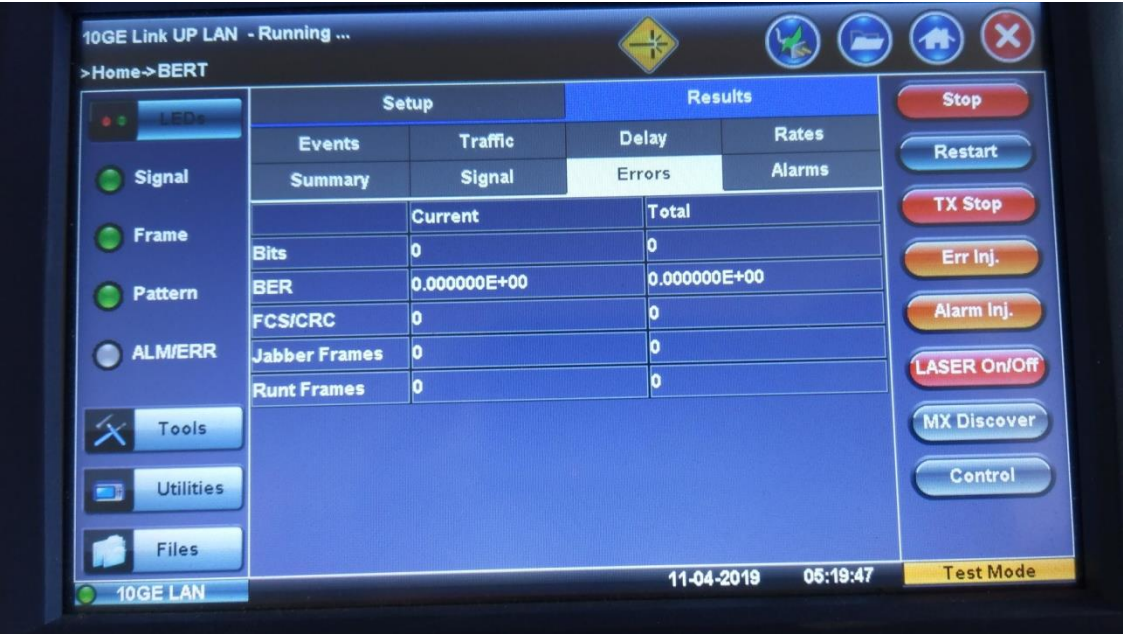 10GE Link UP LAN - Running ...
>Home->BERT
LEDs
Signal
Frame
Pattern
ALM/ERR
Tools
Utilities
Files
10GE LAN
Setup Results
Events Traffic Delay Rates
Summary Signal Errors Alarms
Current Total
Bits 0 0
BER 0.000000E+00 0.000000E+00
FCS/CRC 0 0
Jabber Frames 0 0
Runt Frames 0 0
11-04-2019 05:19:47
Stop
Restart
TX Stop
Err Inj.
Alarm Inj.
LASER On/Off
MX Discover
Control
Test Mode